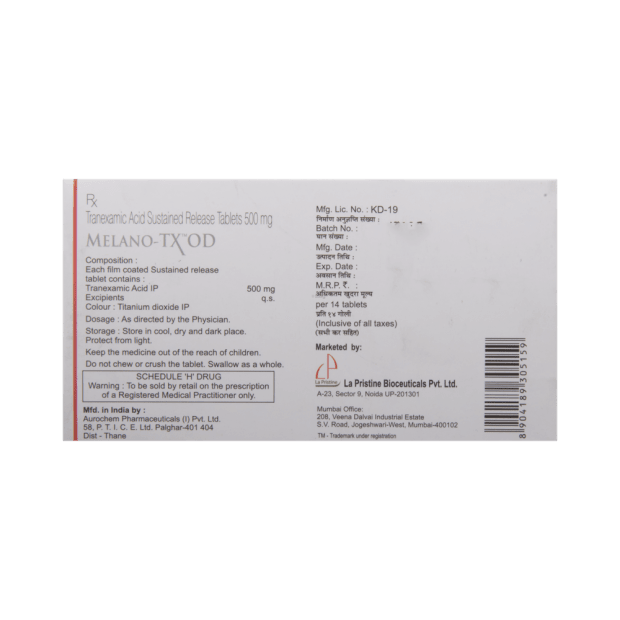 Rx
Tranexamic Acid Sustained Release Tablets 500 mg
MELANO-TX™OD
Composition :
Each film coated Sustained release
tablet contains :
Tranexamic Acid IP 500 mg
Excipients q.s.
Colour : Titanium dioxide IP
Dosage : As directed by the Physician.
Storage : Store in cool, dry and dark place.
Protect from light.
Keep the medicine out of the reach of children.
Do not chew or crush the tablet. Swallow as a whole.
SCHEDULE 'H' DRUG
Warning : To be sold by retail on the prescription
of a Registered Medical Practitioner only.
Mfd. in India by :
Aurochem Pharmaceuticals (I) Pvt. Ltd.
58, P. T. I. C. E. Ltd. Palghar-401 404
Dist - Thane
Mfg. Lic. No. : KD-19
निर्माण अनुज्ञप्ति संख्या :
Batch No. :
घान संख्या :
Mfg. Date :
उत्पादन तिथि :
Exp. Date :
अवसान तिथि :
M.R.P. ₹. :
अधिकतम खुदरा मूल्य
per 14 tablets
प्रति १४ गोली
(Inclusive of all taxes)
(सभी कर सहित)
Marketed by:
La Pristine
La Pristine Bioceuticals Pvt. Ltd.
A-23, Sector 9, Noida UP-201301
Mumbai Office:
208, Veena Dalvai Industrial Estate
S.V. Road, Jogeshwari-West, Mumbai-400102
TM - Trademark under registration
8 904189 305159